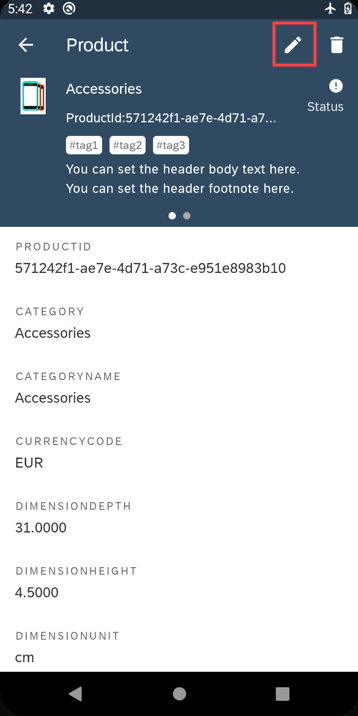 5:42
Product
Accessories
ProductId:571242f1-ae7e-4d71-a7...
Status
#tag1 #tag2 #tag3
You can set the header body text here.
You can set the header footnote here.
PRODUCTID
571242f1-ae7e-4d71-a73c-e951e8983b10
CATEGORY
Accessories
CATEGORYNAME
Accessories
CURRENCYCODE
EUR
DIMENSIONDEPTH
31.0000
DIMENSIONHEIGHT
4.5000
DIMENSIONUNIT
cm